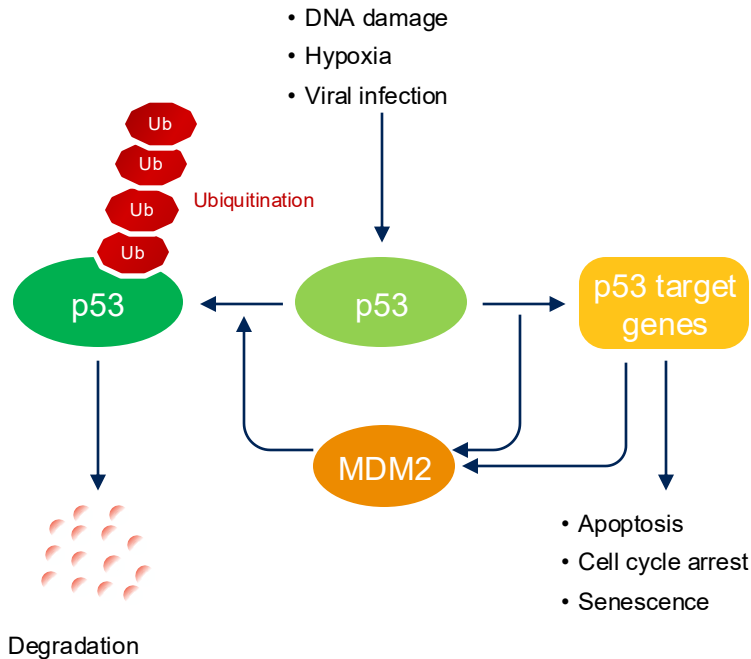 • DNA damage
• Hypoxia
• Viral infection
Ub
Ub
Ub
Ub
Ubiquitination
p53
p53
p53 target
genes
MDM2
• Apoptosis
• Cell cycle arrest
• Senescence
Degradation